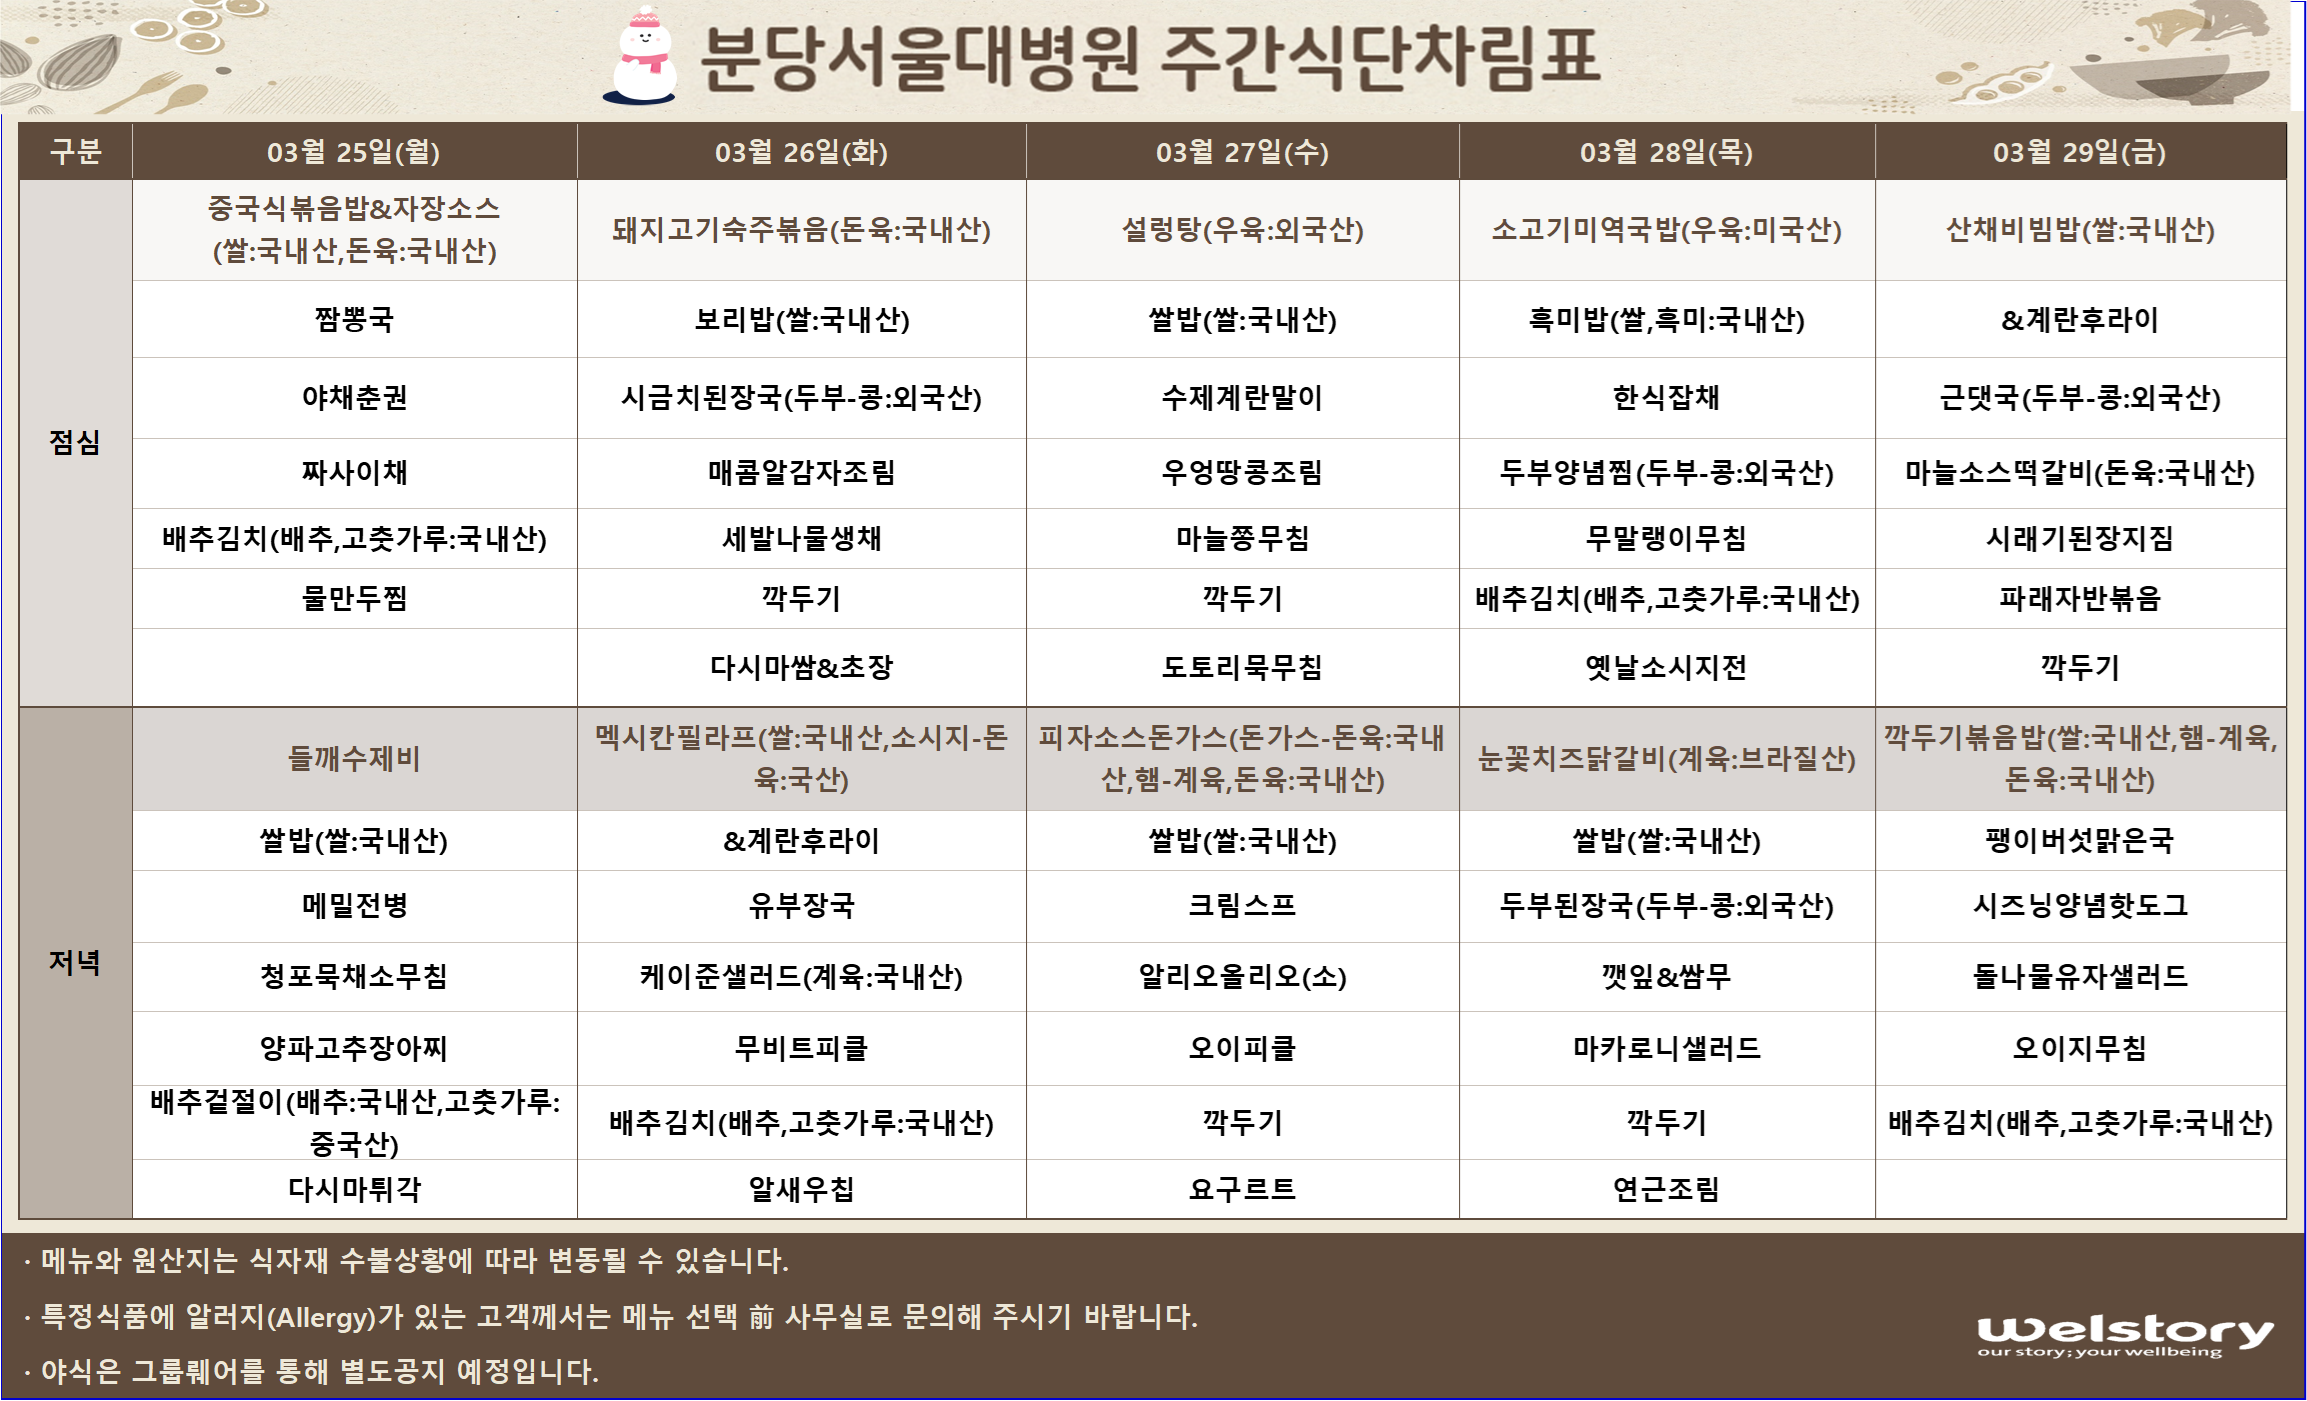 분당서울대병원 주간식단차림표
구분 03월 25일(월) 03월 26일(화) 03월 27일(수) 03월 28일(목) 03월 29일(금)
점심
중국식볶음밥&자장소스
(쌀:국내산,돈육:국내산)
돼지고기숙주볶음(돈육:국내산)
설렁탕(우육:외국산)
소고기미역국밥(우육:미국산)
산채비빔밥(쌀:국내산)
짬뽕국 보리밥(쌀:국내산) 쌀밥(쌀:국내산) 흑미밥(쌀,흑미:국내산) &계란후라이
야채춘권 시금치된장국(두부-콩:외국산) 수제계란말이 한식잡채 근댓국(두부-콩:외국산)
짜사이채 매콤알감자조림 우엉땅콩조림 두부양념찜(두부-콩:외국산) 마늘소스떡갈비(돈육:국내산)
배추김치(배추,고춧가루:국내산) 세발나물생채 마늘쫑무침 무말랭이무침 시래기된장지짐
물만두찜 깍두기 깍두기 배추김치(배추,고춧가루:국내산) 파래자반볶음
다시마쌈&초장 도토리묵무침 옛날소시지전 깍두기
저녁
들깨수제비
멕시칸필라프(쌀:국내산,소시지-돈
육:국산)
피자소스돈가스(돈가스-돈육:국내
산,햄-계육,돈육:국내산)
눈꽃치즈닭갈비(계육:브라질산)
깍두기볶음밥(쌀:국내산,햄-계육,
돈육:국내산)
쌀밥(쌀:국내산) &계란후라이 쌀밥(쌀:국내산) 쌀밥(쌀:국내산) 팽이버섯맑은국
메밀전병 유부장국 크림스프 두부된장국(두부-콩:외국산) 시즈닝양념핫도그
청포묵채소무침 케이준샐러드(계육:국내산) 알리오올리오(소) 깻잎&쌈무 돌나물유자샐러드
양파고추장아찌 무비트피클 오이피클 마카로니샐러드 오이지무침
배추겉절이(배추:국내산,고춧가루:
중국산)
배추김치(배추,고춧가루:국내산) 깍두기 깍두기 배추김치(배추,고춧가루:국내산)
다시마튀각 알새우칩 요구르트 연근조림
· 메뉴와 원산지는 식자재 수불상황에 따라 변동될 수 있습니다.
· 특정식품에 알러지(Allergy)가 있는 고객께서는 메뉴 선택 前 사무실로 문의해 주시기 바랍니다.
· 야식은 그룹뤠어를 통해 별도공지 예정입니다.
welstory
our story; your wellbeing